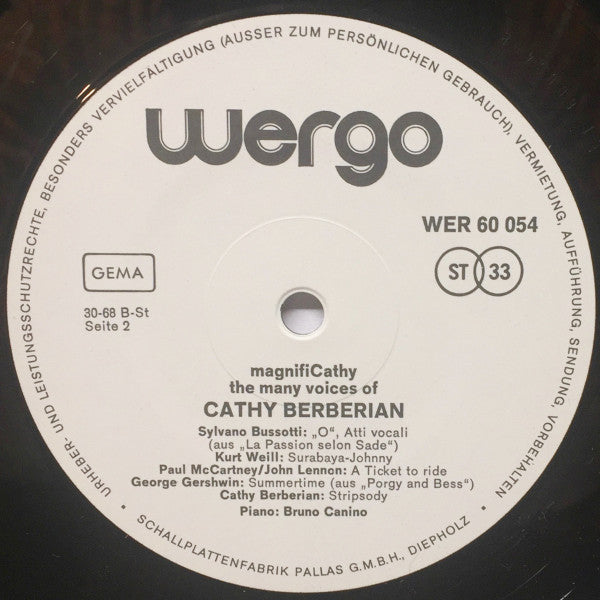 URHEBER- UND LEISTUNGSSCHUTZRECHTE, BESONDERS VERVIELFÄLTIGUNG (AUSSER ZUM PERSÖNLICHEN GEBRAUCH), VERMIETUNG, AUFFÜHRUNG, SENDUNG, VORBEHALTEN
wergo
WER 60 054
GEMA
ST 33
30-68 B-St
Seite 2
magnifiCathy
the many voices of
CATHY BERBERIAN
Sylvano Bussotti: „O“, Atti vocali
(aus „La Passion selon Sade“)
Kurt Weill: Surabaya-Johnny
Paul McCartney/John Lennon: A Ticket to ride
George Gershwin: Summertime (aus „Porgy and Bess“)
Cathy Berberian: Stripsody
Piano: Bruno Canino
• SCHALLPLATTENFABRIK PALLAS G.M.B.H., DIEPHOLZ •